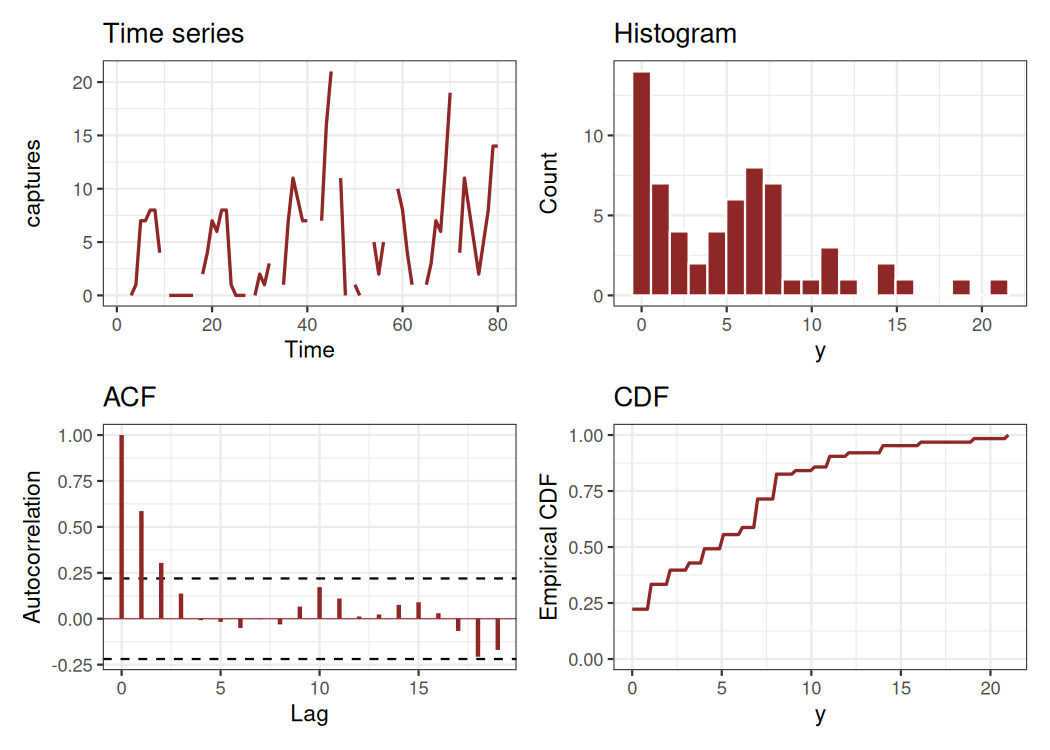 Time series
captures
20
15
10
5
0
0 20 40 60 80
Time
Histogram
Count
10
5
0
0 5 10 15 20
y
ACF
Autocorrelation
1.00
0.75
0.50
0.25
0.00
-0.25
0 5 10 15
Lag
CDF
Empirical CDF
1.00
0.75
0.50
0.25
0.00
0 5 10 15 20
y